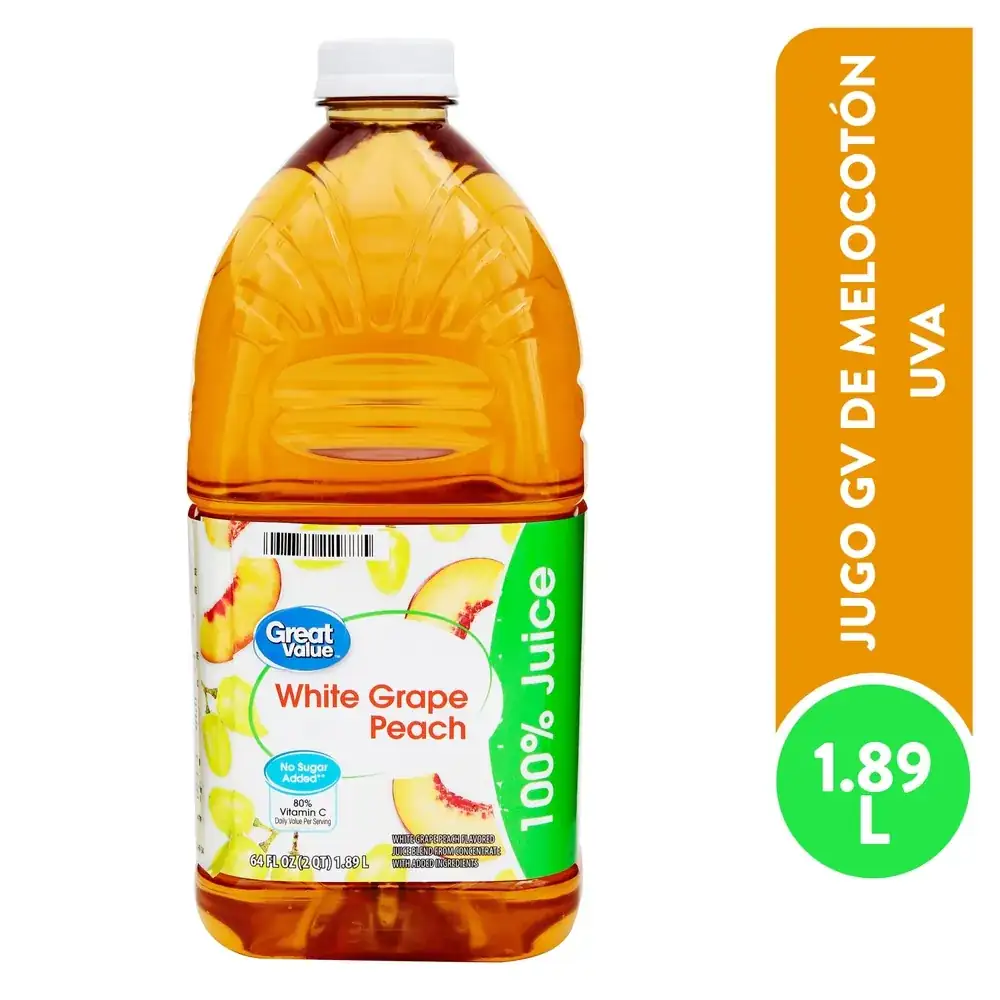 Great
Value
White Grape
Peach
No Sugar
Added**
80%
Vitamin C
Daily Value Per Serving
64 FL OZ (2 QT) 1.89 L
WHITE GRAPE PEACH FLAVORED
JUICE BLEND FROM CONCENTRATE
WITH ADDED INGREDIENTS
100% Juice
JUGO GV DE MELOCOTÓN
UVA
1.89
L